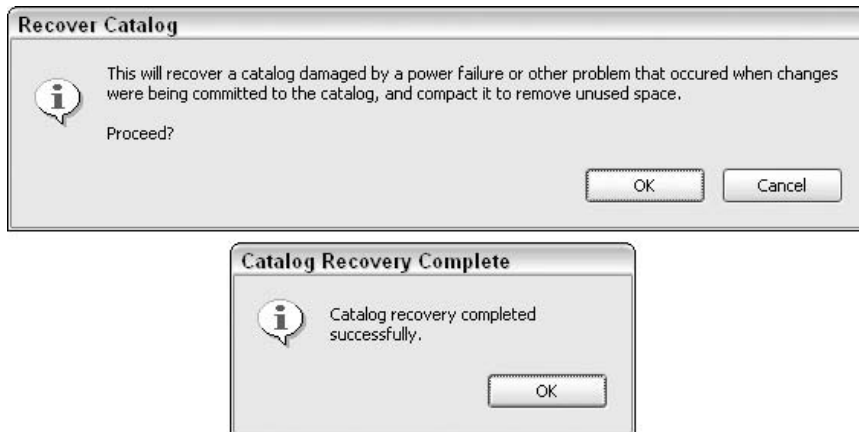 Recover Catalog
This will recover a catalog damaged by a power failure or other problem that occured when changes
were being committed to the catalog, and compact it to remove unused space.
Proceed?
OK
Cancel
Catalog Recovery Complete
Catalog recovery completed
successfully.
OK